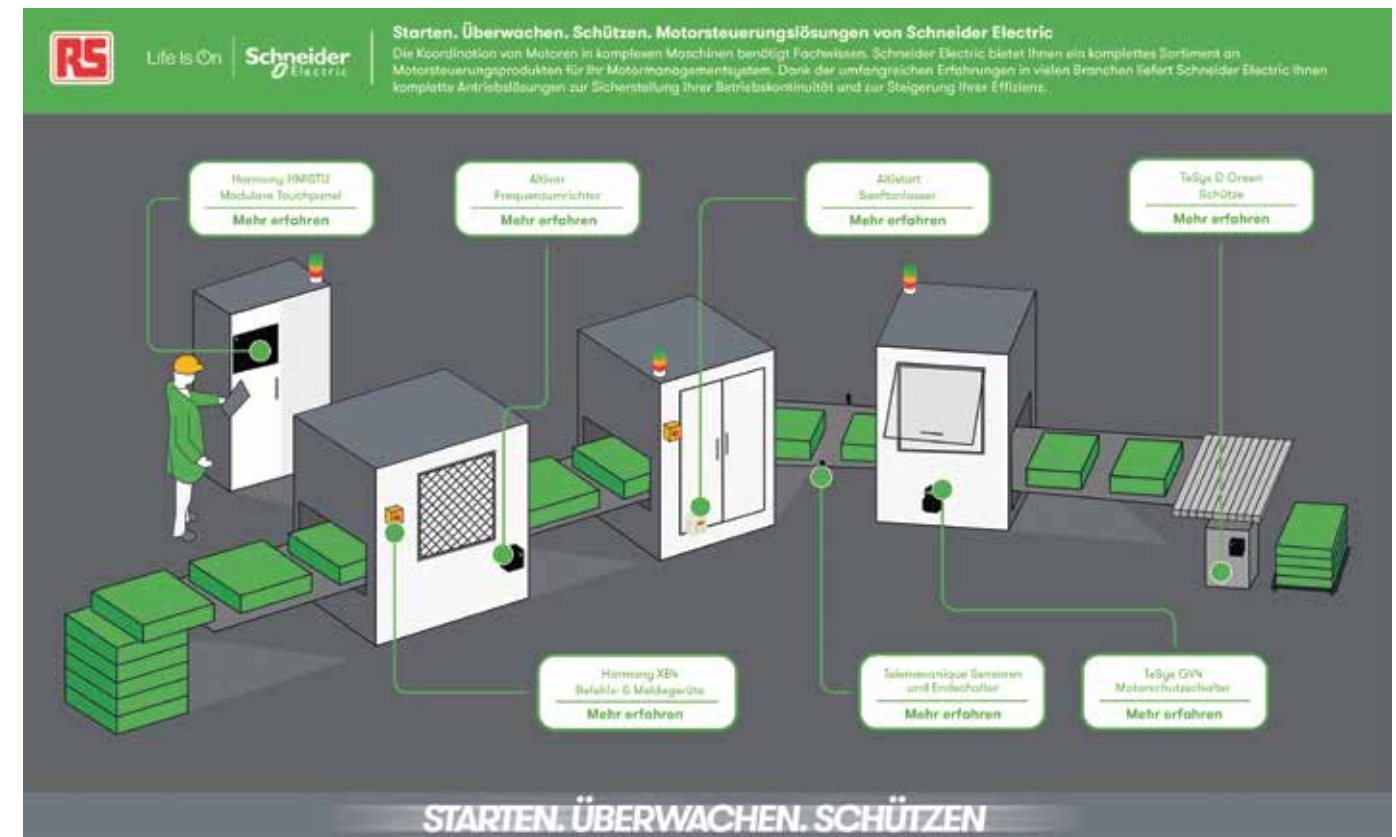 RS
Life Is On
Schneider
Electric
Starten. Überwachen. Schützen. Motorsteuerungslösungen von Schneider Electric
Die Koordination von Motoren in komplexen Maschinen benötigt Fachwissen. Schneider Electric bietet Ihnen ein komplettes Sortiment an
Motorsteuerungsprodukten für Ihr Motormanagementsystem. Dank der umfangreichen Erfahrungen in vielen Branchen liefert Schneider Electric Ihnen
komplette Antriebslösungen zur Sicherstellung Ihrer Betriebskontinuität und zur Steigerung Ihrer Effizienz.
Harmony HMIGTU
Modulare Touchpanel
Mehr erfahren
Altivar
Frequenzumrichter
Mehr erfahren
Altistart
Sanftanlasser
Mehr erfahren
TeSys D Green
Schütze
Mehr erfahren
Harmony XB4
Befehls- & Meldegeräte
Mehr erfahren
Telemecanique Sensoren
und Endschalter
Mehr erfahren
TeSys GV4
Motorschutzschalter
Mehr erfahren
STARTEN. ÜBERWACHEN. SCHÜTZEN